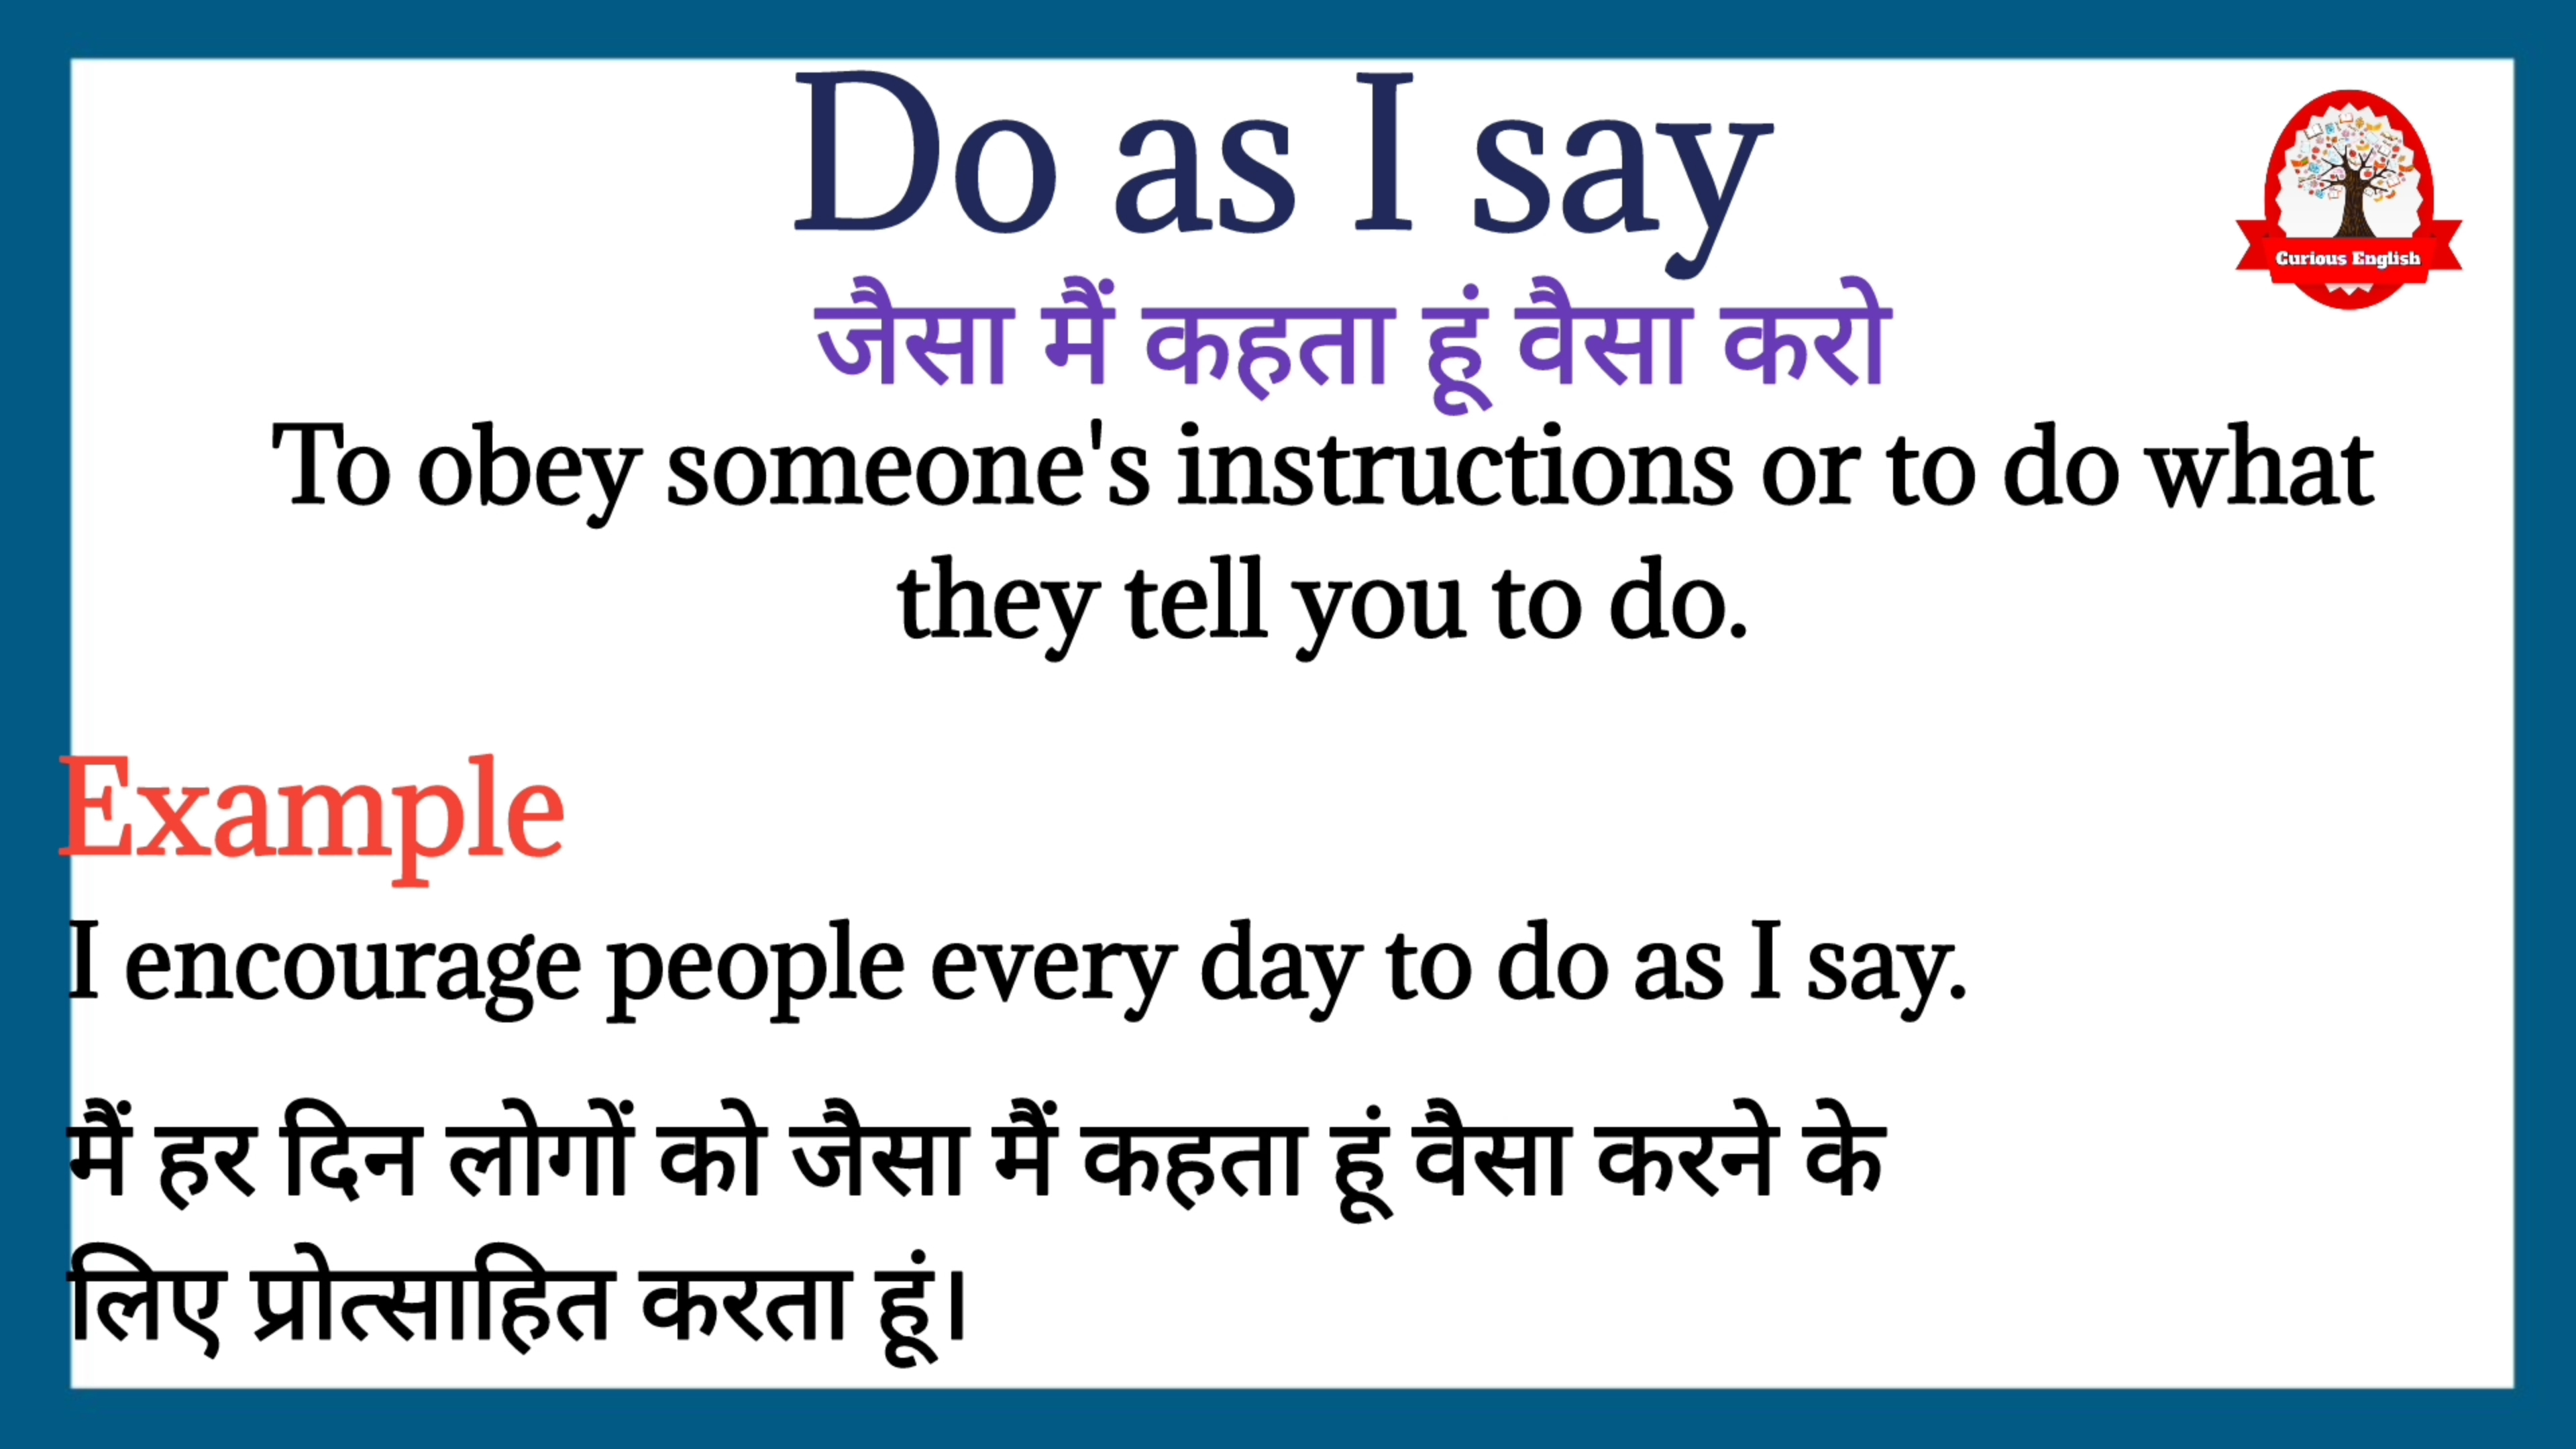 Do as I say
Curious English
जैसा मैं कहता हूं वैसा करो
To obey someone's instructions or to do what
they tell you to do.
Example
I encourage people every day to do as I say.
मैं हर दिन लोगों को जैसा मैं कहता हूं वैसा करने के
लिए प्रोत्साहित करता हूं।